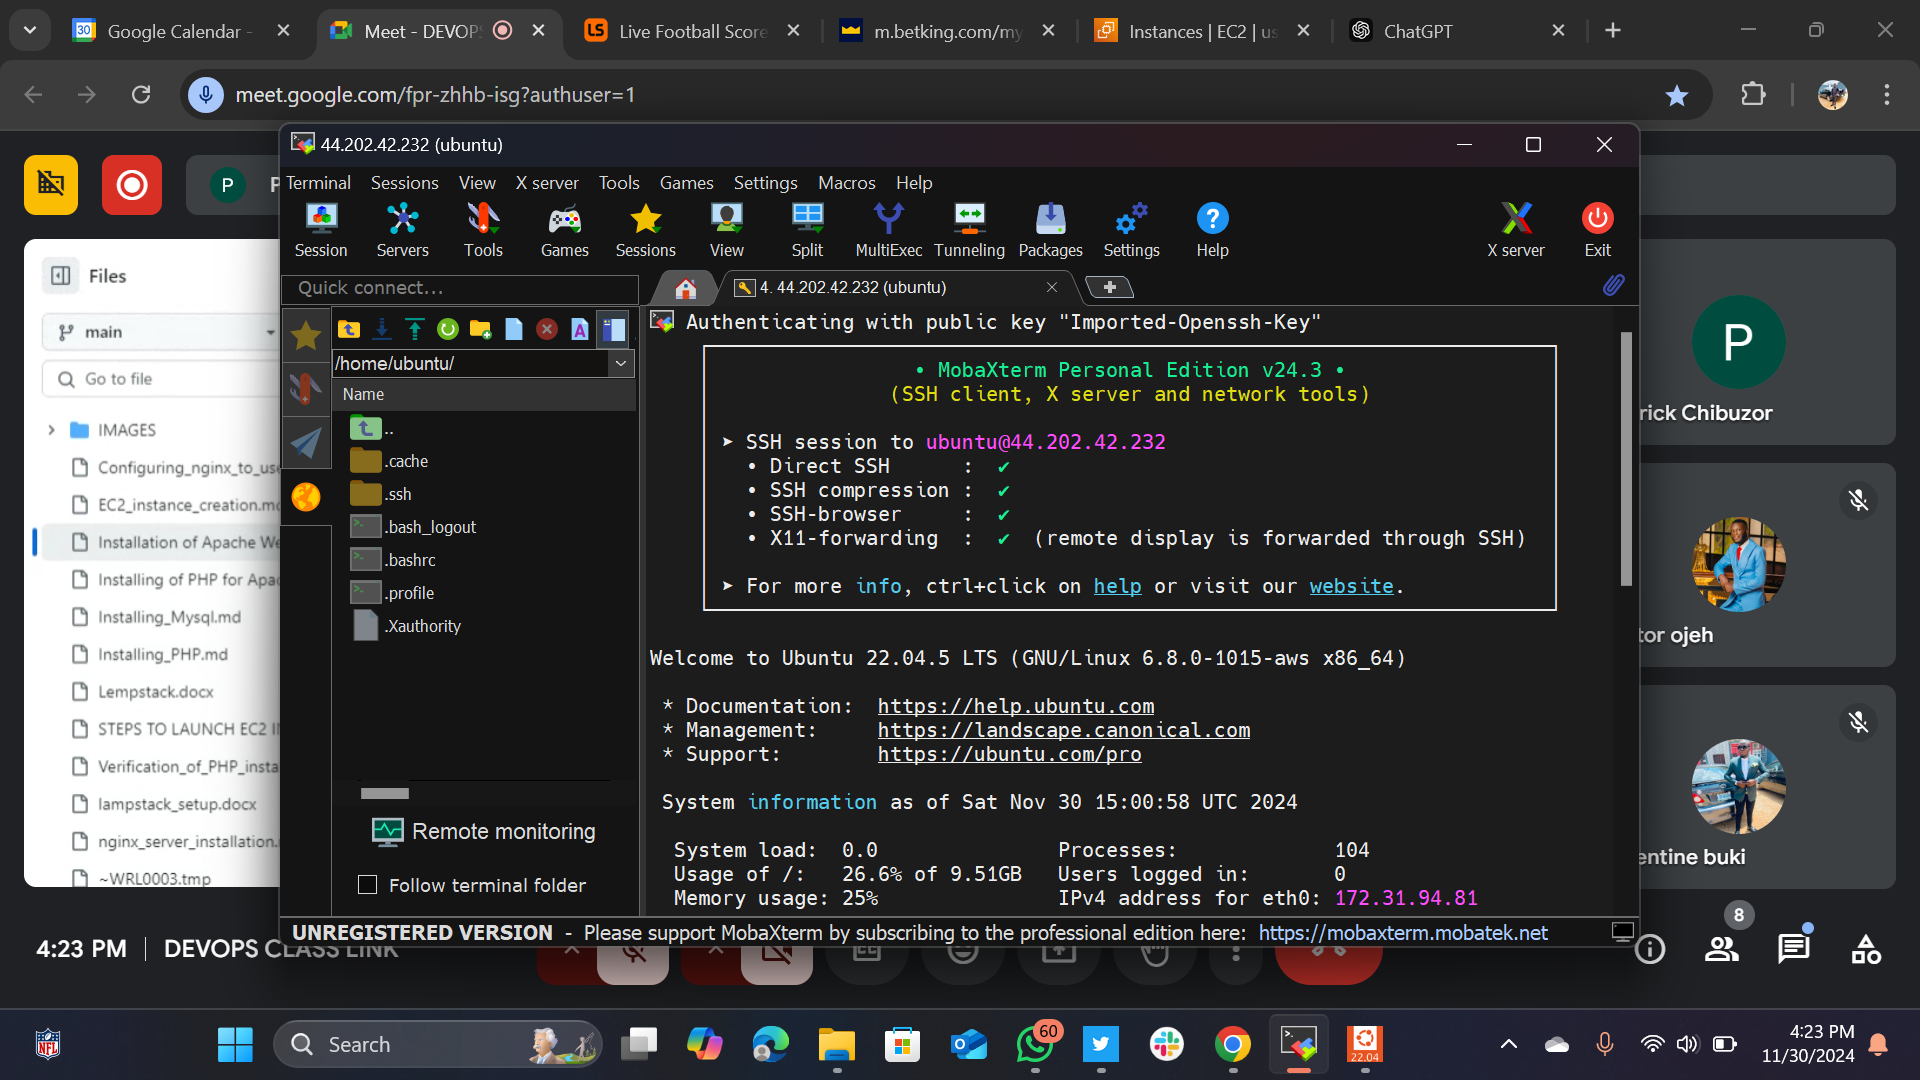 Google Calendar -
Meet - DEVOPS
Live Football Score
m.betking.com/my
Instances | EC2 | us
ChatGPT
meet.google.com/fpr-zhhb-isg?authuser=1
44.202.42.232 (ubuntu)
Terminal Sessions View X server Tools Games Settings Macros Help
Session Servers Tools Games Sessions View Split MultiExec Tunneling Packages Settings Help X server Exit
P
Quick connect...
4. 44.202.42.232 (ubuntu)
/home/ubuntu/
Name
..
.cache
.ssh
.bash_logout
.bashrc
.profile
.Xauthority
Remote monitoring
Follow terminal folder
Authenticating with public key "Imported-Openssh-Key"
• MobaXterm Personal Edition v24.3 •
(SSH client, X server and network tools)
➤ SSH session to ubuntu@44.202.42.232
• Direct SSH : ✔
• SSH compression : ✔
• SSH-browser : ✔
• X11-forwarding : ✔ (remote display is forwarded through SSH)
➤ For more info, ctrl+click on help or visit our website.
Welcome to Ubuntu 22.04.5 LTS (GNU/Linux 6.8.0-1015-aws x86_64)
* Documentation: https://help.ubuntu.com
* Management: https://landscape.canonical.com
* Support: https://ubuntu.com/pro
System information as of Sat Nov 30 15:00:58 UTC 2024
System load: 0.0 Processes: 104
Usage of /: 26.6% of 9.51GB Users logged in: 0
Memory usage: 25% IPv4 address for eth0: 172.31.94.81
UNREGISTERED VERSION - Please support MobaXterm by subscribing to the professional edition here: https://mobaxterm.mobatek.net
Files
main
Go to file
IMAGES
Configuring_nginx_to_use
EC2_instance_creation.md
Installation of Apache We
Installing of PHP for Apac
Installing_Mysql.md
Installing_PHP.md
Lempstack.docx
STEPS TO LAUNCH EC2 IN
Verification_of_PHP_insta
lampstack_setup.docx
nginx_server_installation.
~WRL0003.tmp
P
rick Chibuzor
tor ojeh
entine buki
8
4:23 PM | DEVOPS CLASS LINK
Search
60
22.04
4:23 PM
11/30/2024
NFL